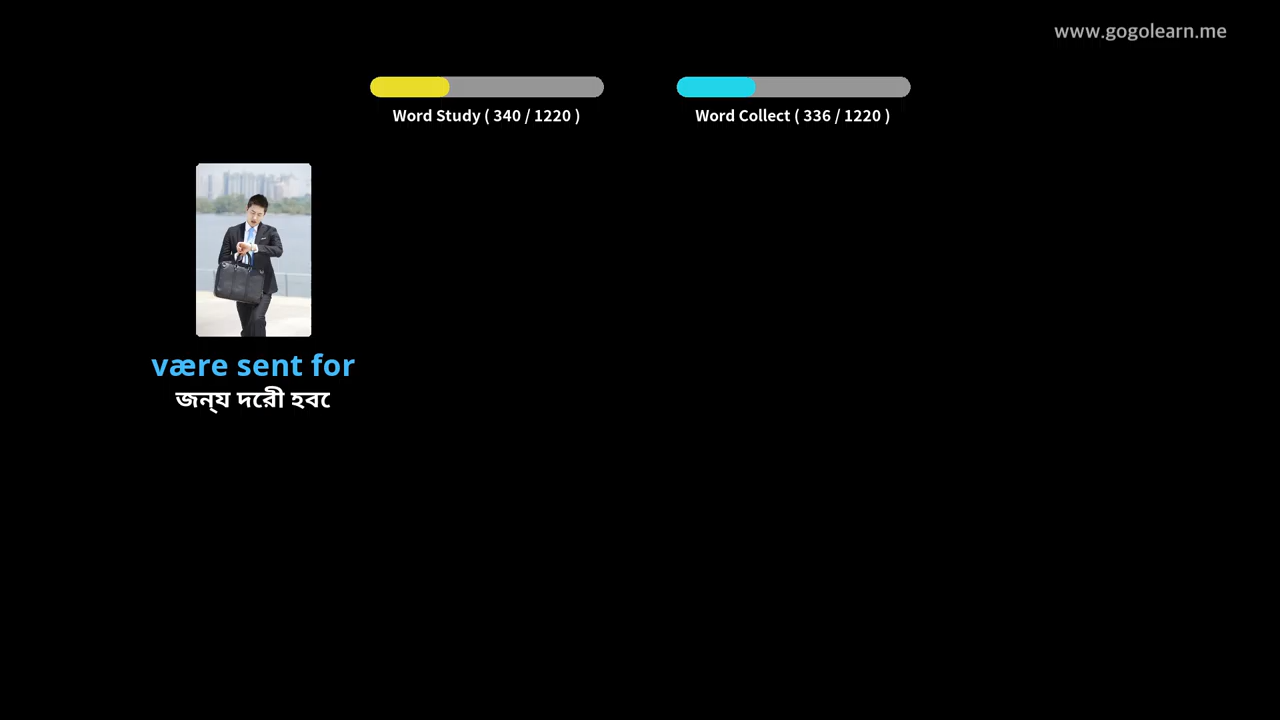 www.gogolearn.me
Word Study ( 340 / 1220 )
Word Collect ( 336 / 1220 )
være sent for
জন্য দেরী হবে